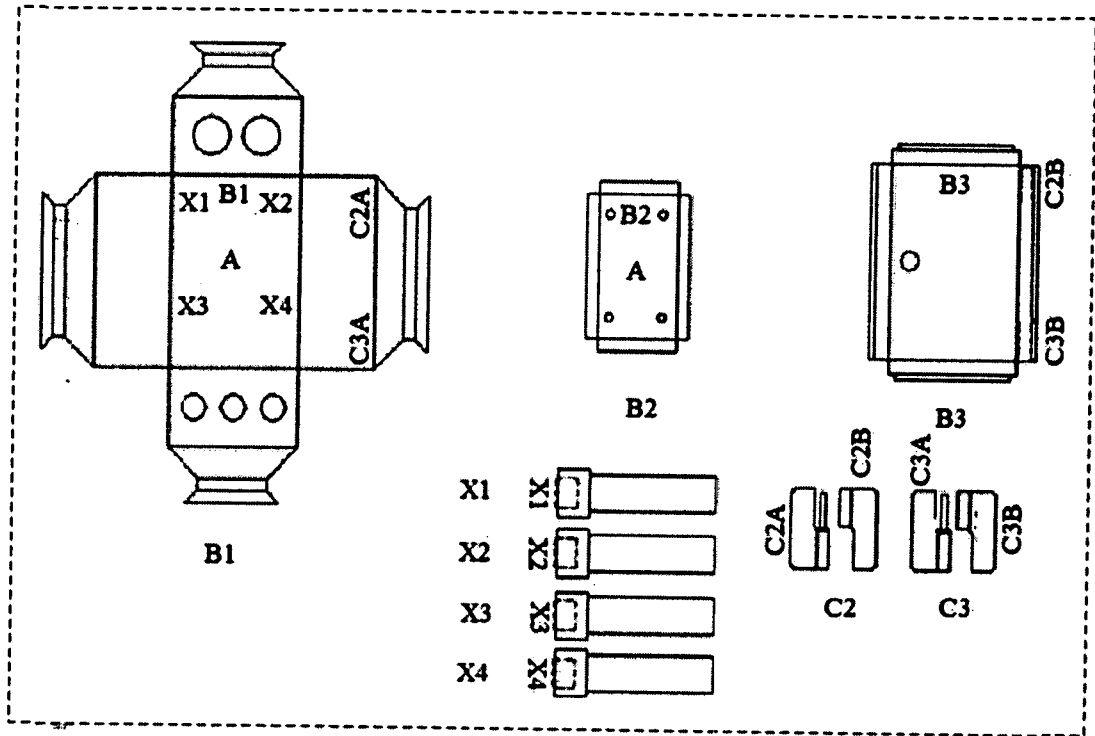 B1
X1 X2
C2A
A
X3 X4
C3A
B1
B2
A
B2
B3
C2B
C3B
B3
X1 X1
X2 X2
X3 X3
X4 X4
C2A
C2B
C2
C3A
C3B
C3